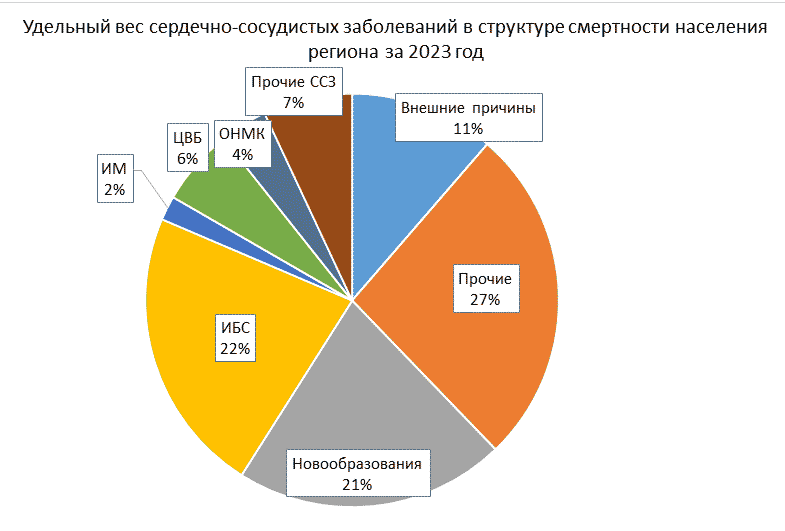 Удельный вес сердечно-сосудистых заболеваний в структуре смертности населения
региона за 2023 год
Прочие ССЗ
7%
Внешние причины
11%
ОНМК
4%
ЦВБ
6%
ИМ
2%
Прочие
27%
ИБС
22%
Новообразования
21%